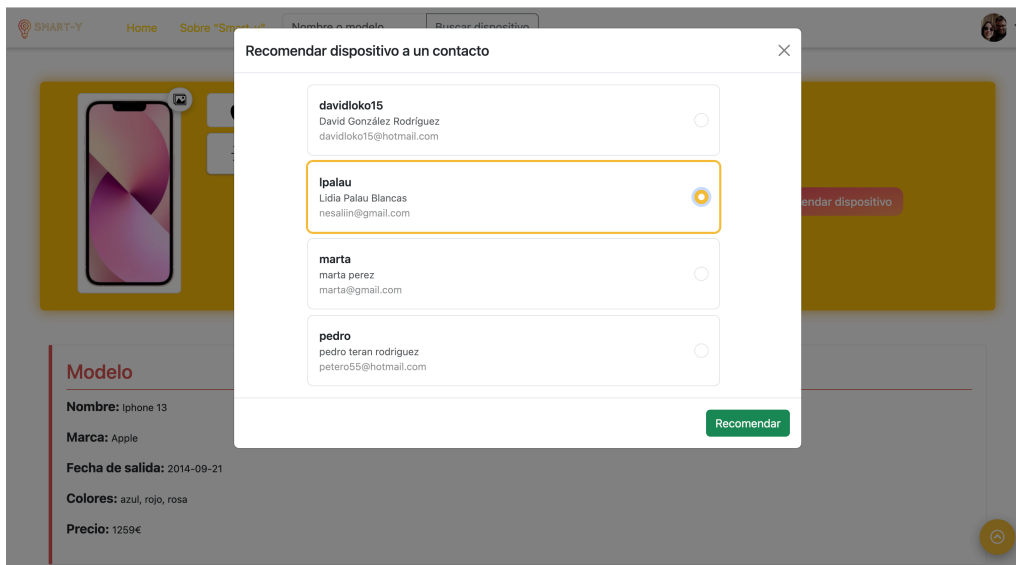 SMART-Y
Home
Sobre "Smart-y"
Nombre o modelo
Buscar dispositivo
Recomendar dispositivo a un contacto
davidloko15
David González Rodríguez
davidloko15@hotmail.com
lpalau
Lidia Palau Blancas
nesaliin@gmail.com
endar dispositivo
marta
marta perez
marta@gmail.com
pedro
pedro teran rodriguez
petero55@hotmail.com
Recomendar
Modelo
Nombre: Iphone 13
Marca: Apple
Fecha de salida: 2014-09-21
Colores: azul, rojo, rosa
Precio: 1259€